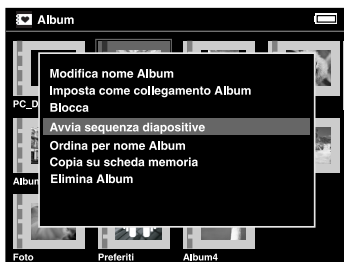 Album
Modifica nome Album
Imposta come collegamento Album
Blocca
Avvia sequenza diapositive
Ordina per nome Album
Copia su scheda memoria
Elimina Album
PC_D
Album
Foto
Preferiti
Album4